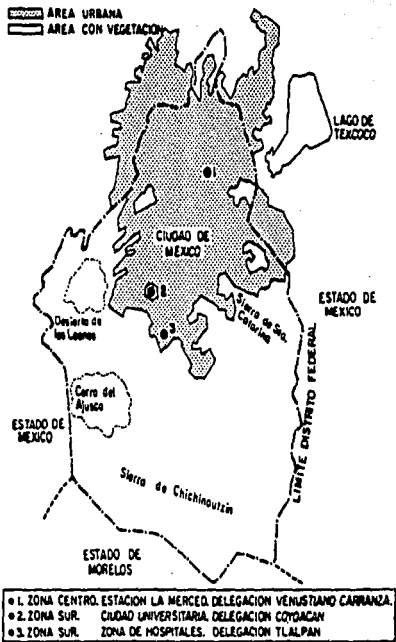 AREA URBANA
AREA CON VEGETACION
LAGO DE
TEXCOCO
1
CIUDAD DE
MEXICO
2
3
Desierto de
los Leones
Sierra de Sta.
Catarina
ESTADO DE
MEXICO
Cerro del
Ajusco
ESTADO DE
MEXICO
LIMITE DISTRITO FEDERAL
Sierra de Chichinautzin
ESTADO DE
MORELOS
1. ZONA CENTRO. ESTACION LA MERCED. DELEGACION VENUSTIANO CARRANZA.
2. ZONA SUR. CIUDAD UNIVERSITARIA. DELEGACION COYOACAN
3. ZONA SUR. ZONA DE HOSPITALES. DELEGACION TLALPAN